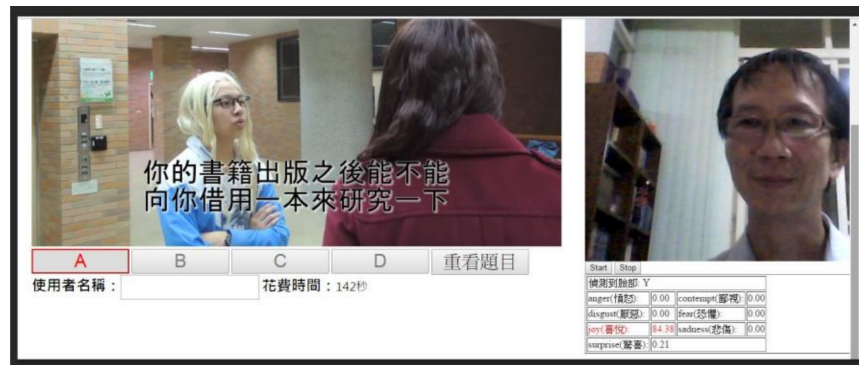 你的書籍出版之後能不能
向你借用一本來研究一下
A
B
C
D
重看題目
使用者名稱：
花費時間：142秒
Start
Stop
偵測到臉部: Y
anger(憤怒): 0.00 contempt(鄙視): 0.00
disgust(厭惡): 0.00 fear(恐懼): 0.00
joy(喜悅): 84.38 sadness(悲傷): 0.00
surprise(驚喜): 0.21